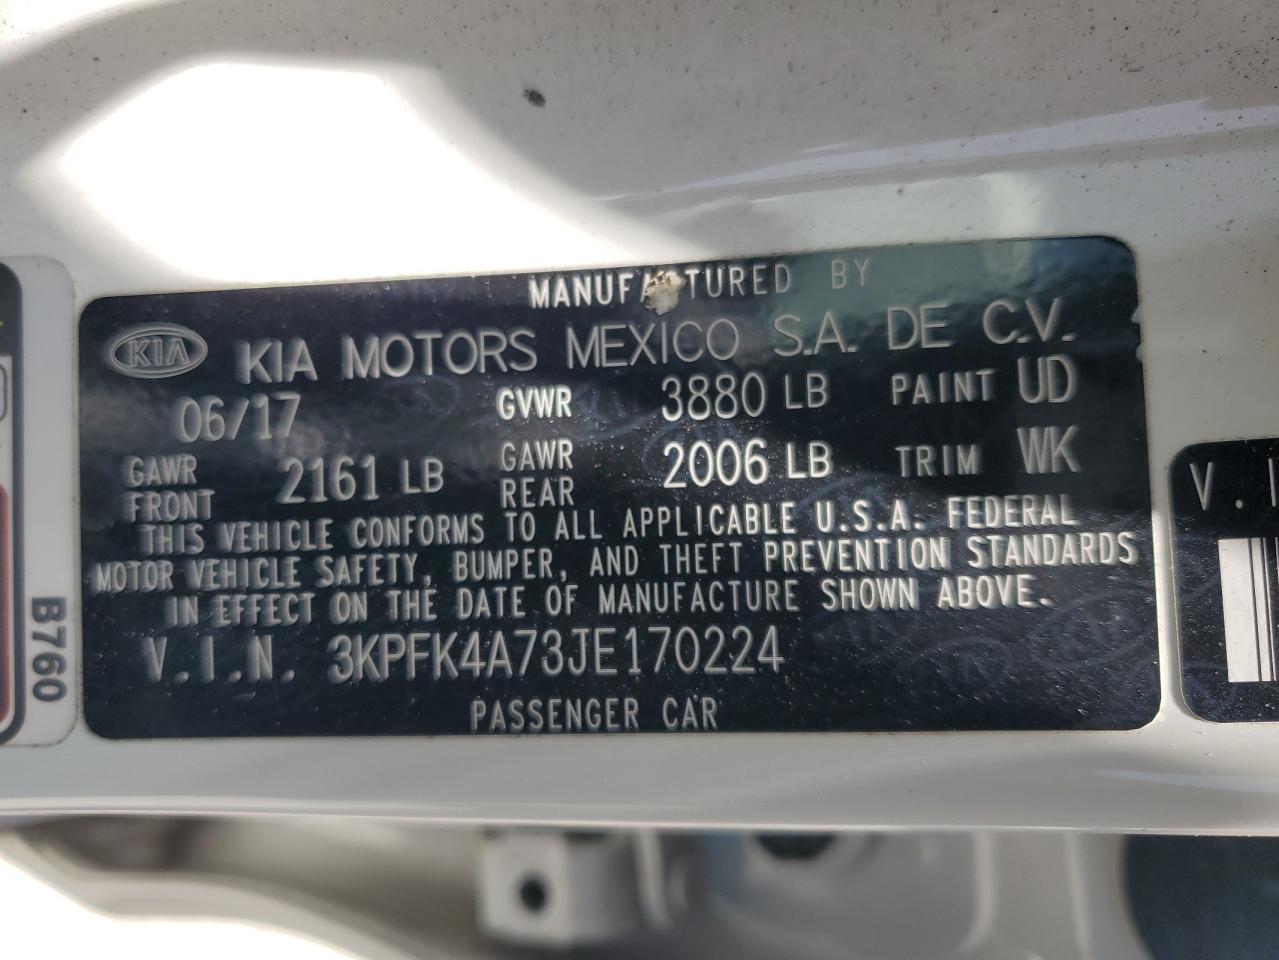 MANUFACTURED BY
KIA
KIA MOTORS MEXICO S.A. DE C.V.
06/17 GVWR 3880 LB PAINT UD
GAWR FRONT 2161 LB GAWR REAR 2006 LB TRIM WK
THIS VEHICLE CONFORMS TO ALL APPLICABLE U.S.A. FEDERAL
MOTOR VEHICLE SAFETY, BUMPER, AND THEFT PREVENTION STANDARDS
IN EFFECT ON THE DATE OF MANUFACTURE SHOWN ABOVE.
V.I.N. 3KPFK4A73JE170224
PASSENGER CAR
B760
V.I